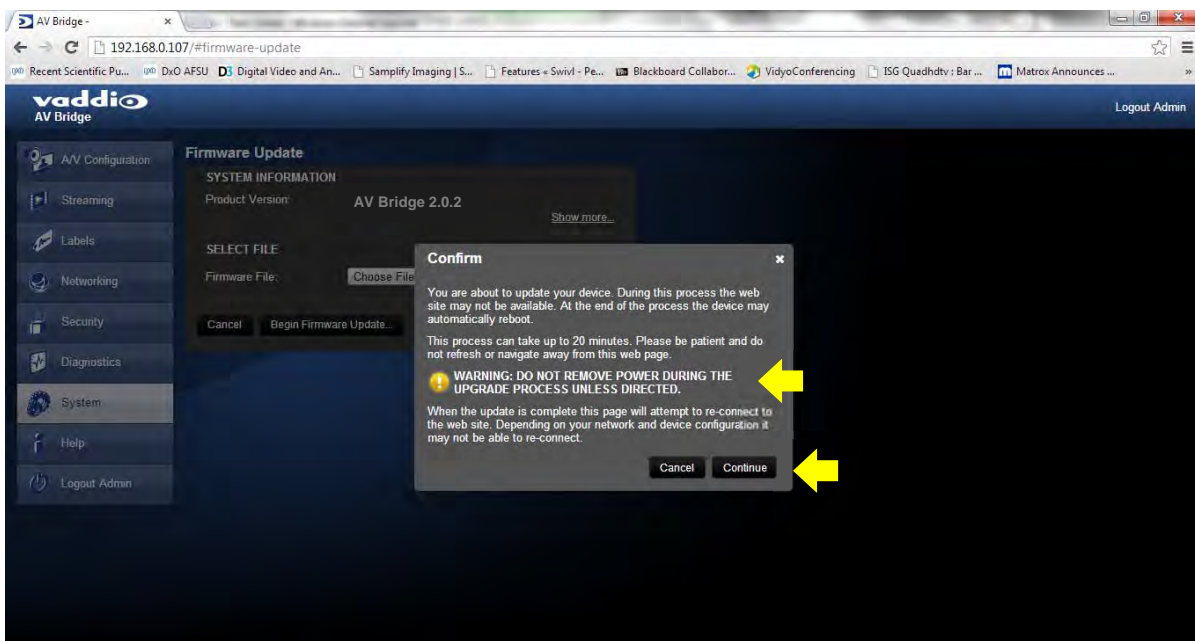 AV Bridge -
192.168.0.107/#firmware-update
Recent Scientific Pu... DxO AFSU Digital Video and An... Samplify Imaging | S... Features « Swivl - Pe... Blackboard Collabor... VidyoConferencing ISG Quadhdtv : Bar ... Matrox Announces ... »
vaddio
AV Bridge
Logout Admin
A/V Configuration
Streaming
Labels
Networking
Security
Diagnostics
System
Help
Logout Admin
Firmware Update
SYSTEM INFORMATION
Product Version: AV Bridge 2.0.2
Show more...
SELECT FILE
Firmware File: Choose File
Cancel Begin Firmware Update...
Confirm
You are about to update your device. During this process the web
site may not be available. At the end of the process the device may
automatically reboot.
This process can take up to 20 minutes. Please be patient and do
not refresh or navigate away from this web page.
WARNING: DO NOT REMOVE POWER DURING THE
UPGRADE PROCESS UNLESS DIRECTED.
When the update is complete this page will attempt to re-connect to
the web site. Depending on your network and device configuration it
may not be able to re-connect.
Cancel Continue